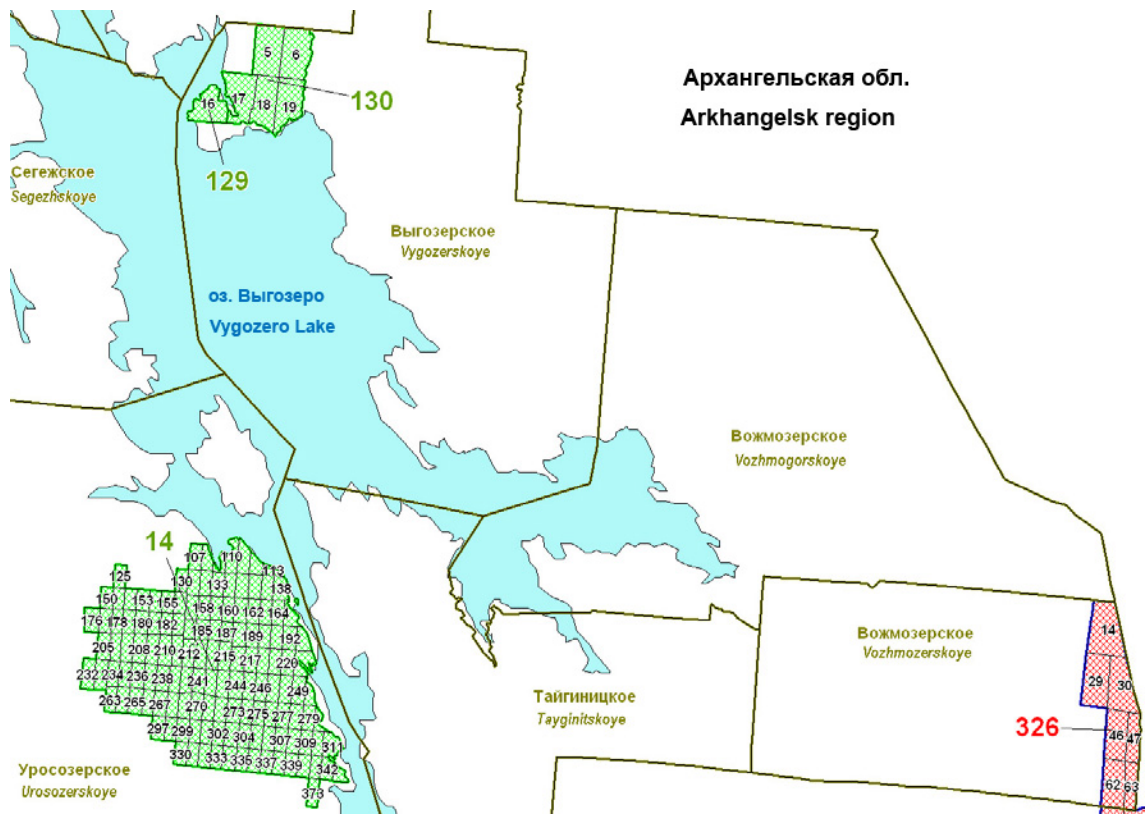 Архангельская обл.
Arkhangelsk region
5 6
16 17 18 19
130
129
Сегежское
Segezhskoye
Выгозерское
Vygozerskoye
оз. Выгозеро
Vygozero Lake
Вожмозерское
Vozhmogorskoye
14
107 110
125 130 133 113
138
150 153 155 158 160 162 164
176 178 180 182 185 187 189 192
205 208 210 212 215 217 220
232 234 236 238 241 244 246 249
263 265 267 270 273 275 277 279
297 299 302 304 307 309 311
330 333 335 337 339 342
373
Уросозерское
Urosozerskoye
Тайгиницкое
Tayginitskoye
Вожмозерское
Vozhmozerskoye
14
29 30
326
46 47
62 63